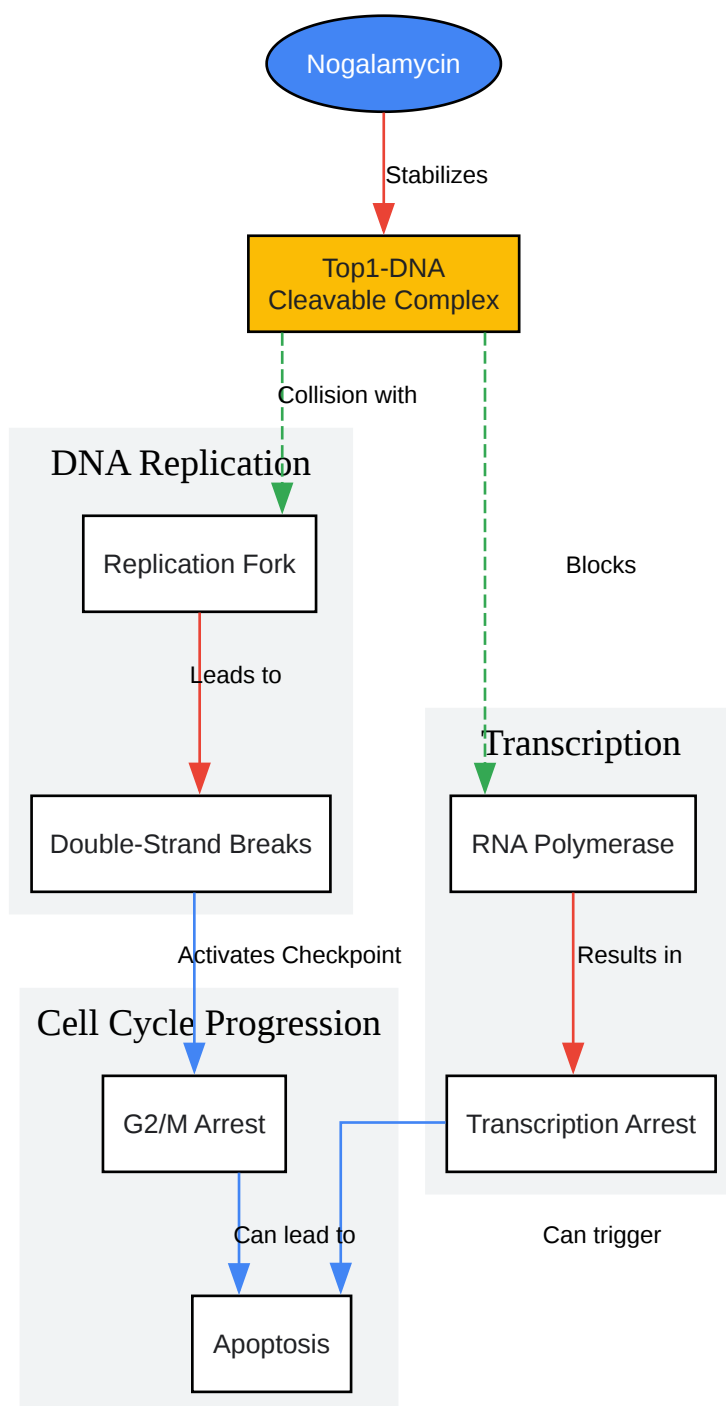 Nogalamycin
Stabilizes
Top1-DNA
Cleavable Complex
Collision with
DNA Replication
Replication Fork
Blocks
Leads to
Transcription
Double-Strand Breaks
RNA Polymerase
Activates Checkpoint
Results in
Cell Cycle Progression
G2/M Arrest
Transcription Arrest
Can lead to
Can trigger
Apoptosis